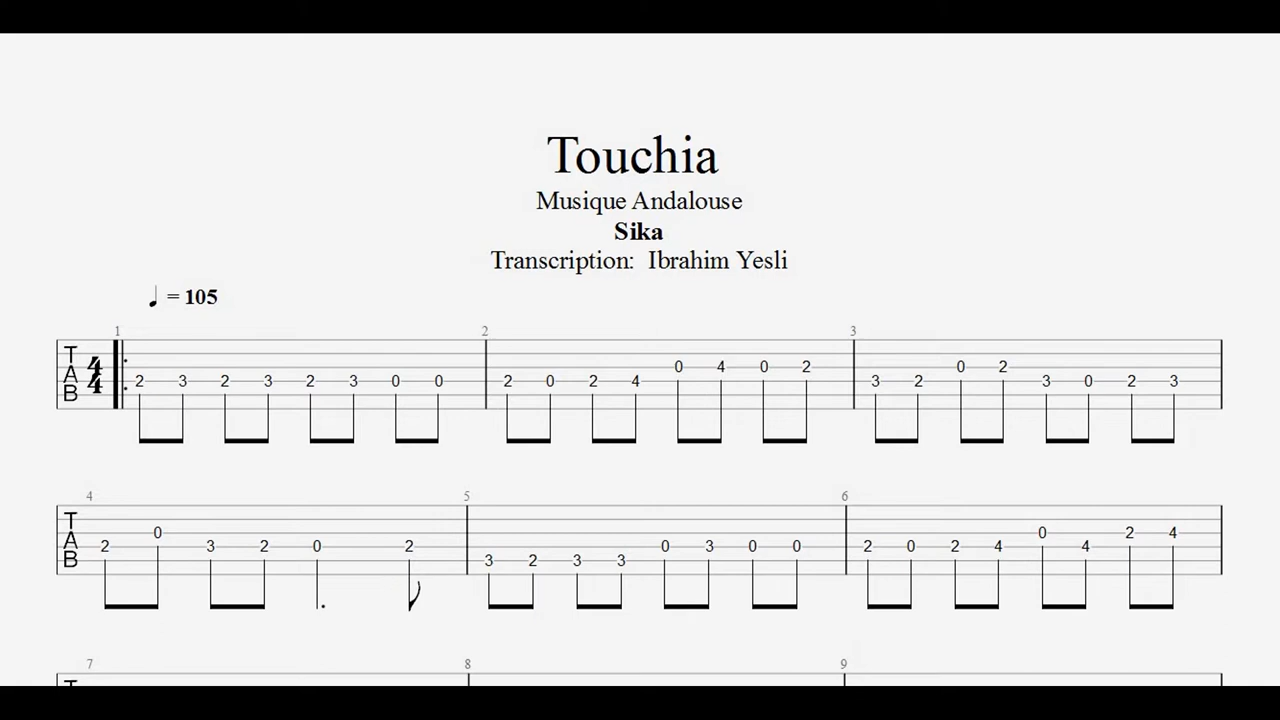 Touchia
Musique Andalouse
Sika
Transcription: Ibrahim Yesli
= 105
1 2 3
T A B 4 4
0 4 0 2 0 2
2 3 2 3 2 3 0 0 2 0 2 4 3 2 3 0 2 3
4 5 6
T A B
0 0 2 4
2 3 2 0 2 0 3 0 0 2 0 2 4 4
3 2 3 3
7 8 9